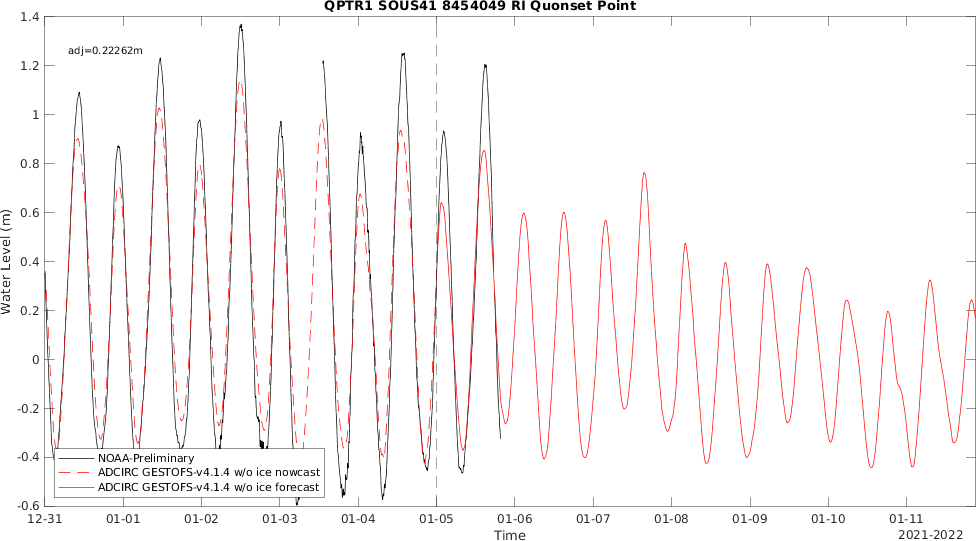 QPTR1 SOUS41 8454049 RI Quonset Point
adj=0.22262m
Water Level (m)
1.4
1.2
1
0.8
0.6
0.4
0.2
0
-0.2
-0.4
-0.6
NOAA-Preliminary
ADCIRC GESTOFS-v4.1.4 w/o ice nowcast
ADCIRC GESTOFS-v4.1.4 w/o ice forecast
12-31 01-01 01-02 01-03 01-04 01-05 01-06 01-07 01-08 01-09 01-10 01-11
Time
2021-2022